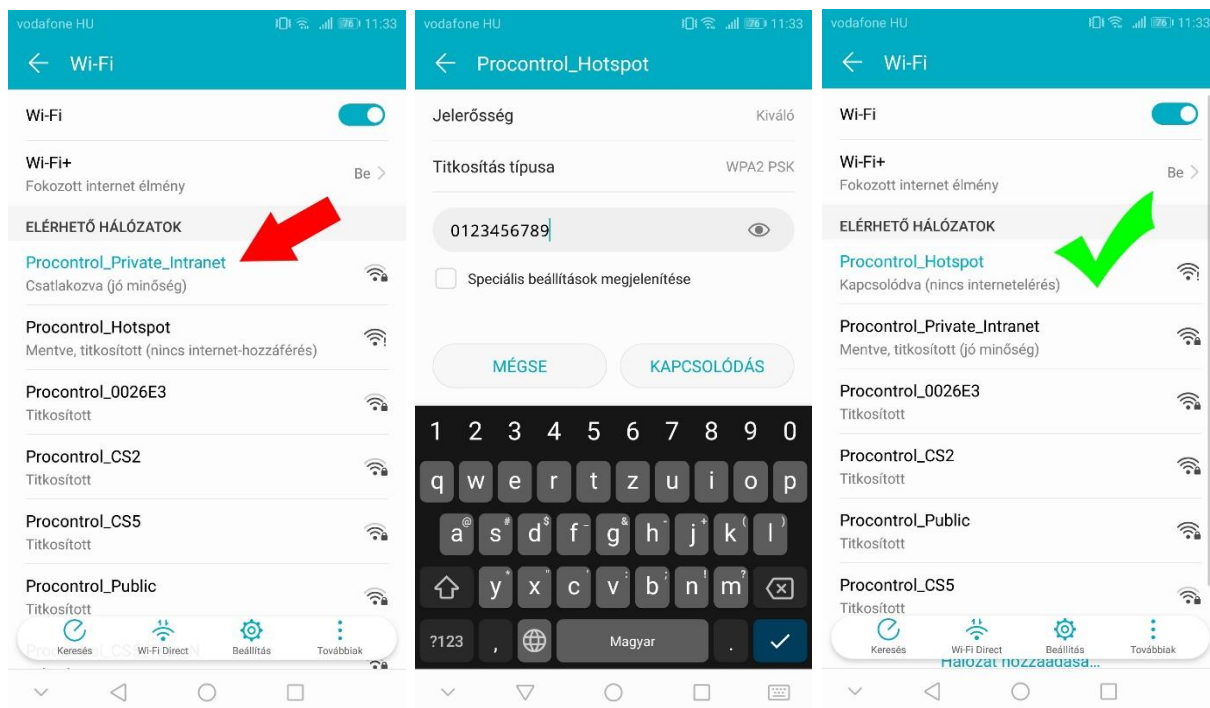 vodafone HU 76 11:33
Wi-Fi
Wi-Fi
Wi-Fi+
Fokozott internet élmény
Be
ELÉRHETŐ HÁLÓZATOK
Procontrol_Private_Intranet
Csatlakozva (jó minőség)
Procontrol_Hotspot
Mentve, titkosított (nincs internet-hozzáférés)
Procontrol_0026E3
Titkosított
Procontrol_CS2
Titkosított
Procontrol_CS5
Titkosított
Procontrol_Public
Titkosított
Keresés Wi-Fi Direct Beállítás Továbbiak
vodafone HU 76 11:33
Procontrol_Hotspot
Jelerősség Kiváló
Titkosítás típusa WPA2 PSK
0123456789
Speciális beállítások megjelenítése
MÉGSE KAPCSOLÓDÁS
1 2 3 4 5 6 7 8 9 0
q w e r t z u i o p
a s d f g h j k l
y x c v b n m
?123 , Magyar .
vodafone HU 76 11:33
Wi-Fi
Wi-Fi
Wi-Fi+
Fokozott internet élmény
Be
ELÉRHETŐ HÁLÓZATOK
Procontrol_Hotspot
Kapcsolódva (nincs internetelérés)
Procontrol_Private_Intranet
Mentve, titkosított (jó minőség)
Procontrol_0026E3
Titkosított
Procontrol_CS2
Titkosított
Procontrol_Public
Titkosított
Procontrol_CS5
Titkosított
Keresés Wi-Fi Direct Beállítás Továbbiak
Hálózat hozzáadása...